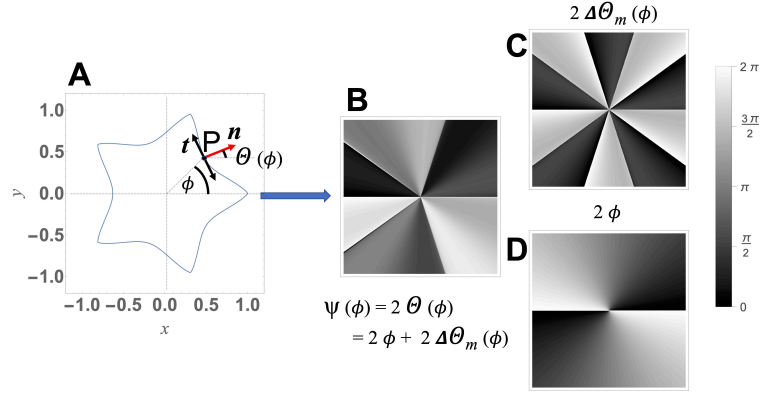 A
1.0
0.5
0.0
−0.5
−1.0
y
−1.0 −0.5 0.0 0.5 1.0
x
t
P
n
Θ (ϕ)
ϕ
B
ψ (ϕ) = 2 Θ (ϕ)
= 2 ϕ + 2 ΔΘm (ϕ)
2 ΔΘm (ϕ)
C
2 ϕ
D
2 π
3 π/2
π
π/2
0